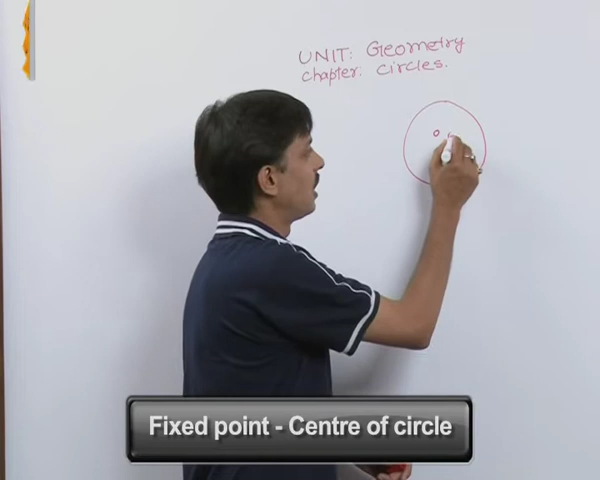 UNIT: Geometry
chapter: circles.
o
Fixed point - Centre of circle